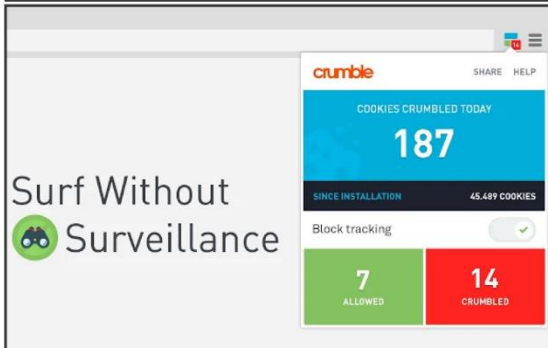 14
crumble
SHARE HELP
COOKIES CRUMBLED TODAY
187
SINCE INSTALLATION 45.489 COOKIES
Block tracking
7
ALLOWED
14
CRUMBLED
Surf Without
Surveillance